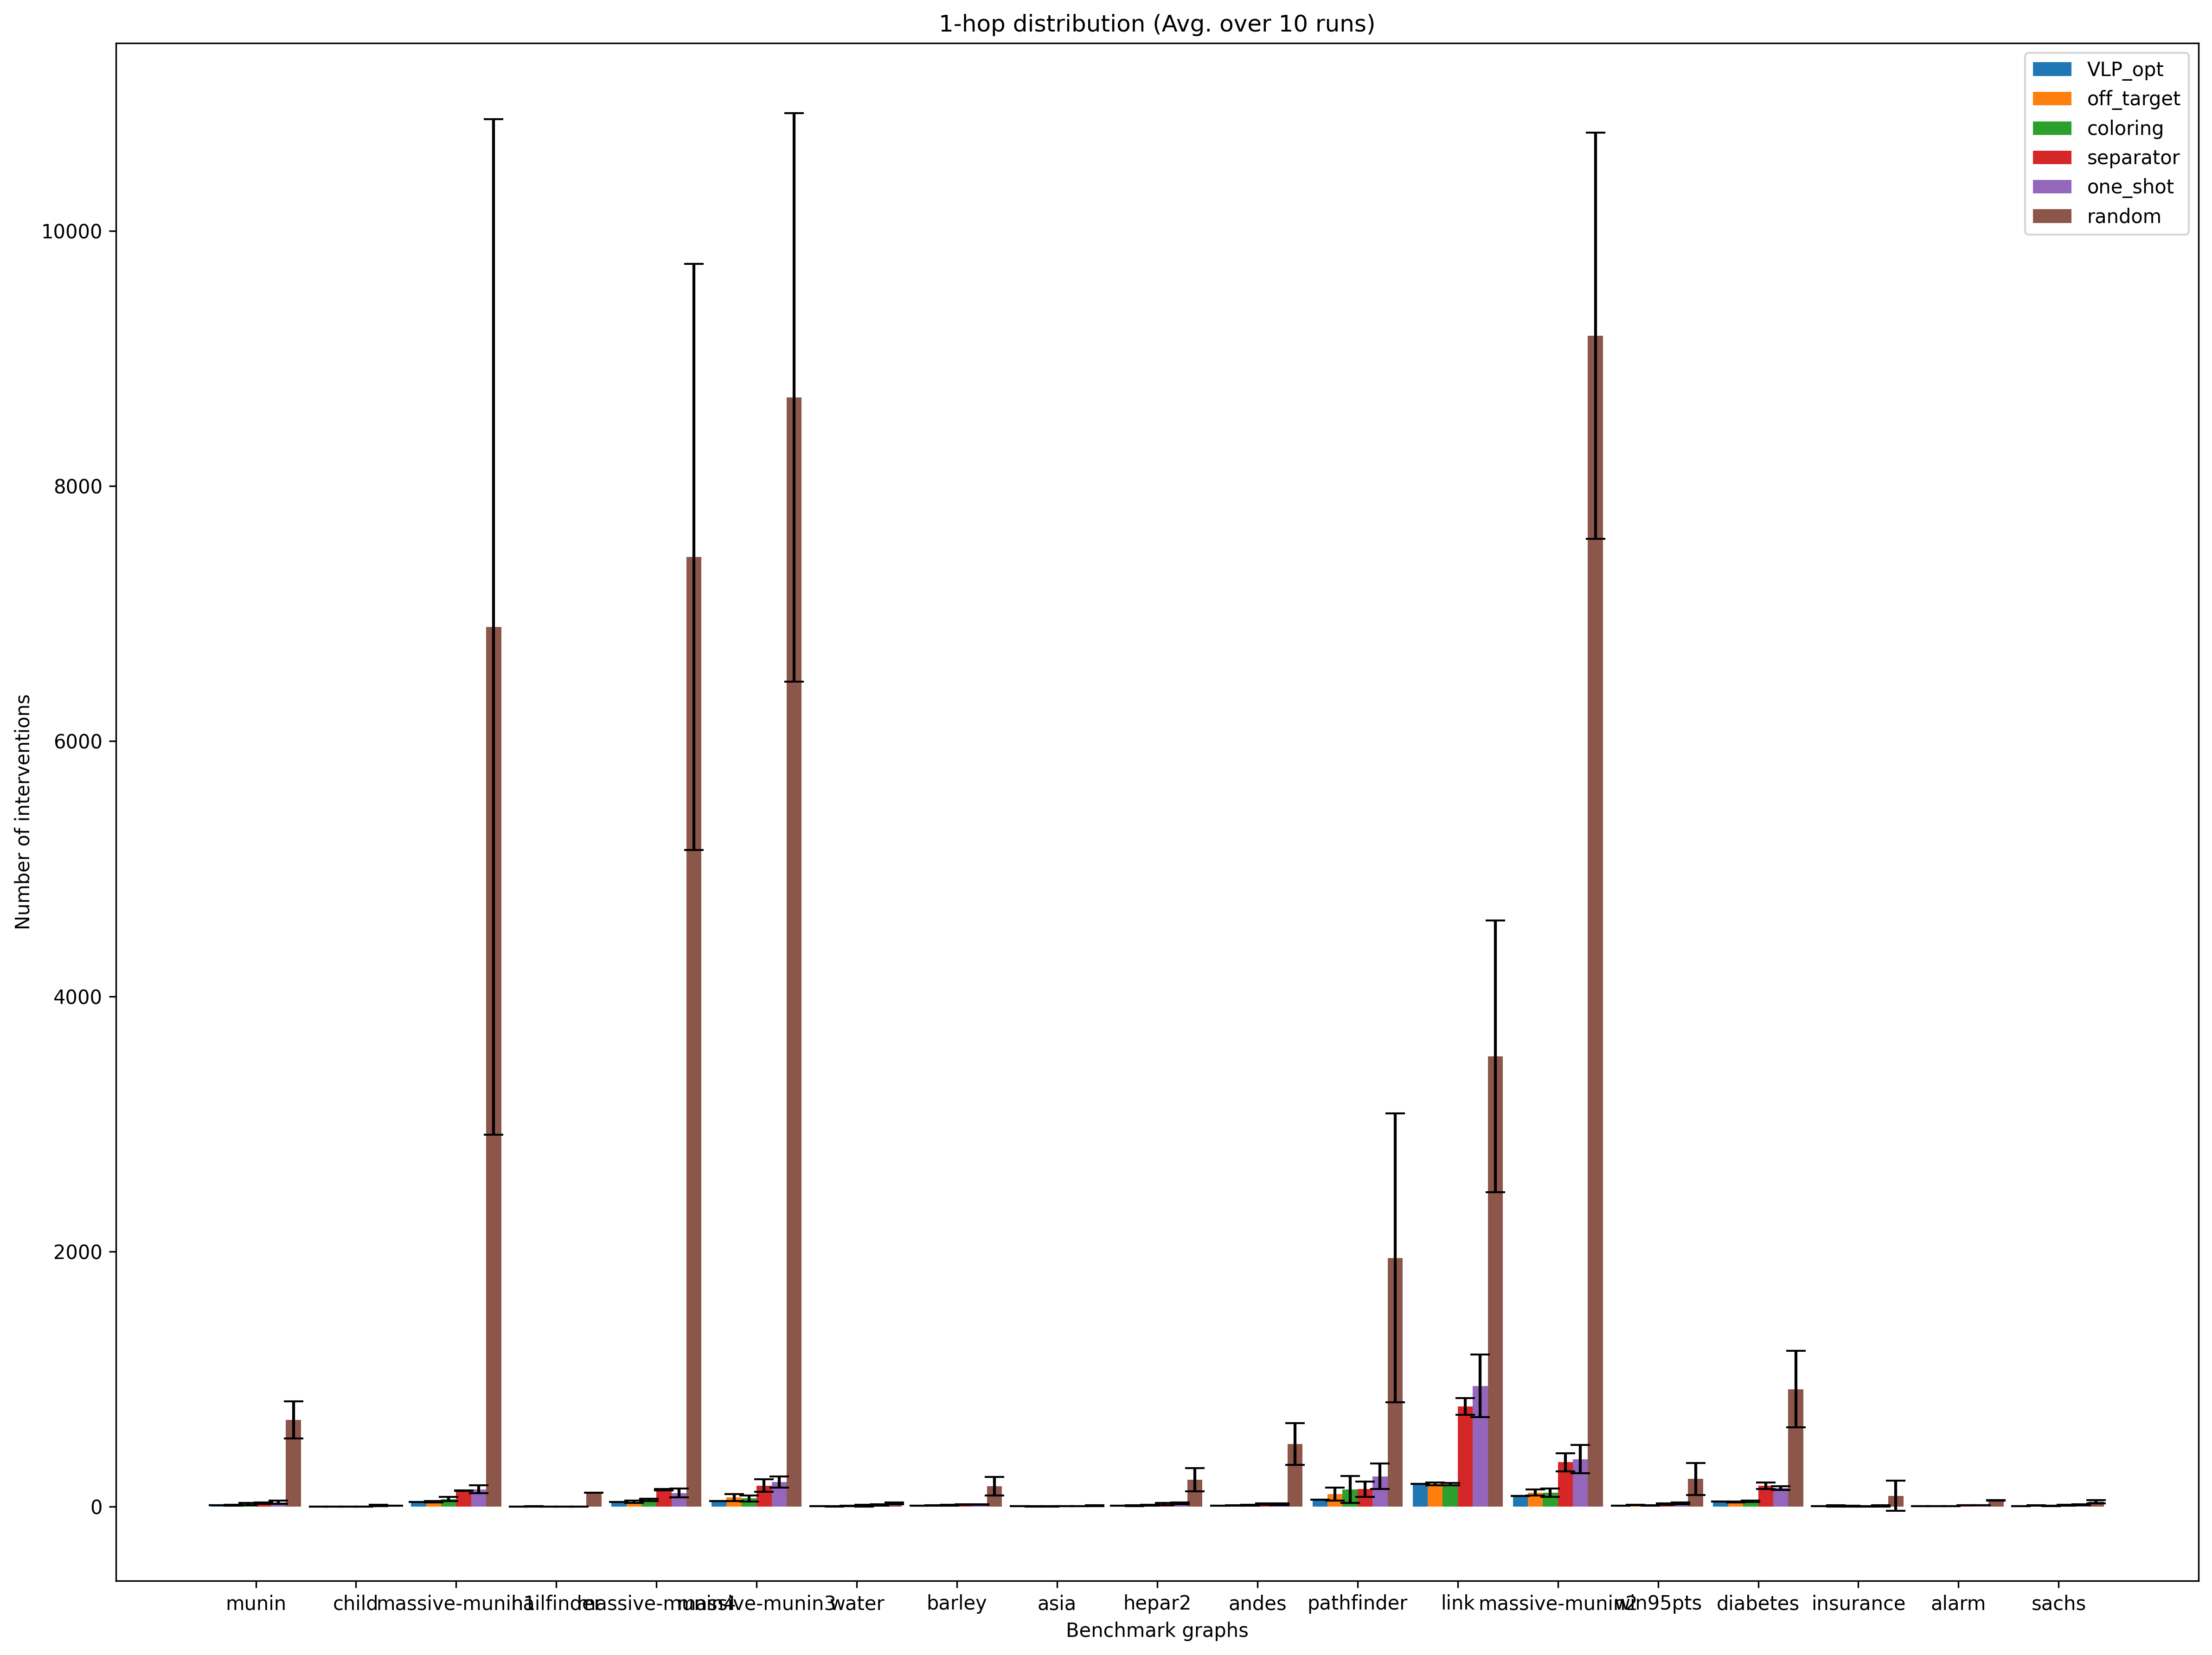 1-hop distribution (Avg. over 10 runs)
VLP_opt
off_target
coloring
separator
one_shot
random
Number of interventions
10000
8000
6000
4000
2000
0
munin child massive-munin1 hailfinder massive-munin4 massive-munin3 water barley asia hepar2 andes pathfinder link massive-munin2 win95pts diabetes insurance alarm sachs
Benchmark graphs